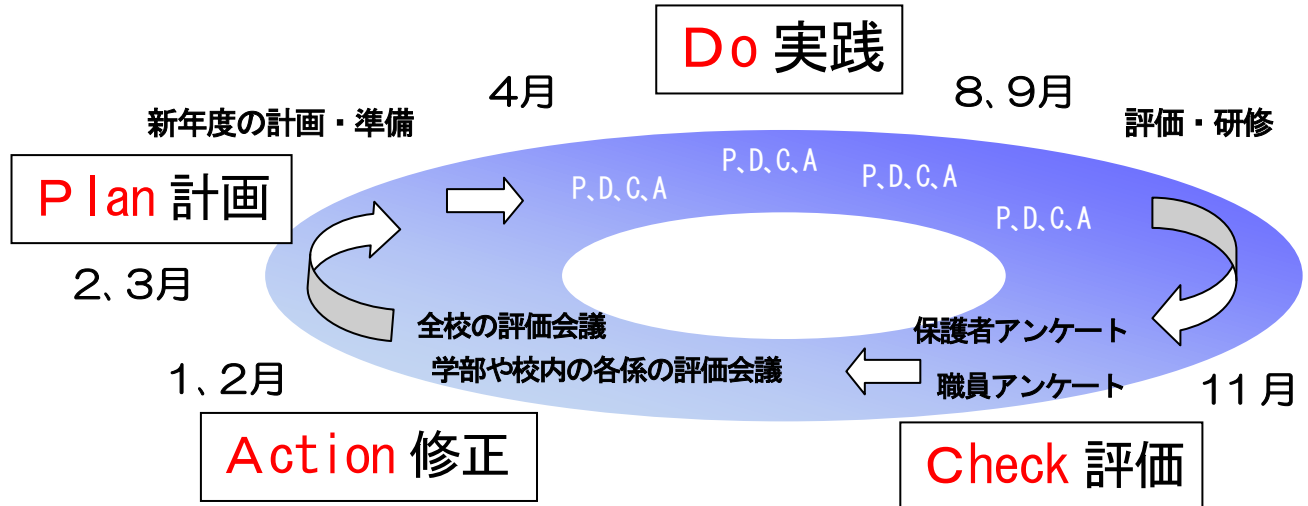 Do 実践
4月
8、9月
新年度の計画・準備
評価・研修
Plan 計画
P、D、C、A
P、D、C、A
P、D、C、A
P、D、C、A
2、3月
全校の評価会議
保護者アンケート
学部や校内の各係の評価会議
職員アンケート
1、2月
11月
Action 修正
Check 評価